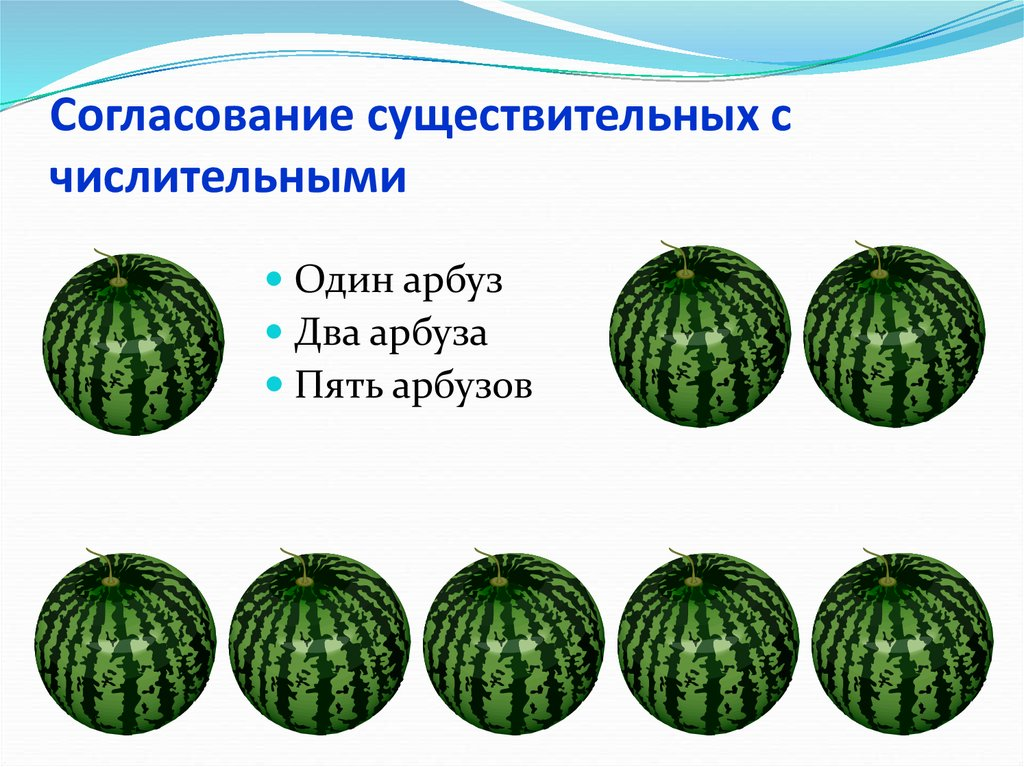 Согласование существительных с
числительными
• Один арбуз
• Два арбуза
• Пять арбузов